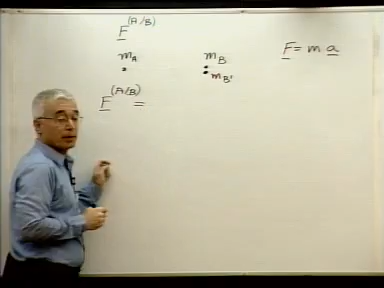 F^(A/B)
m_A m_B F = m a
m_B'
F^(A/B) =